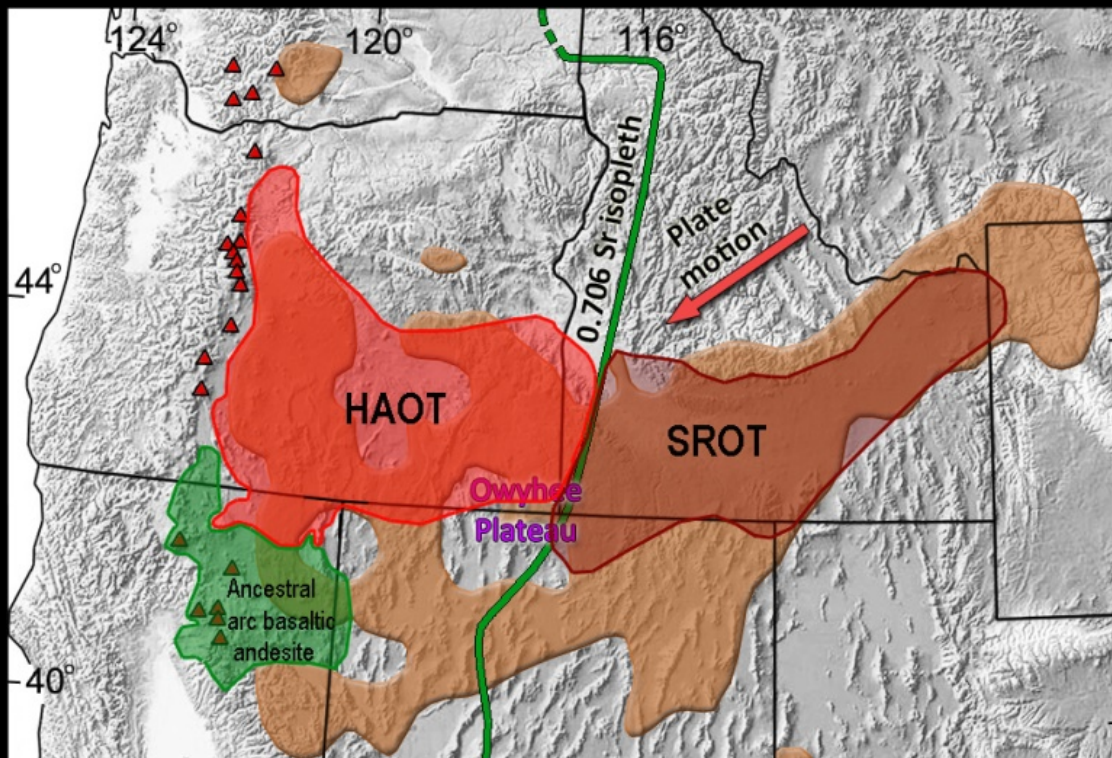 124°
120°
116°
0.706 Sr isopleth
Plate
motion
44°
HAOT
SROT
Owyhee
Plateau
Ancestral
arc basaltic
andesite
40°